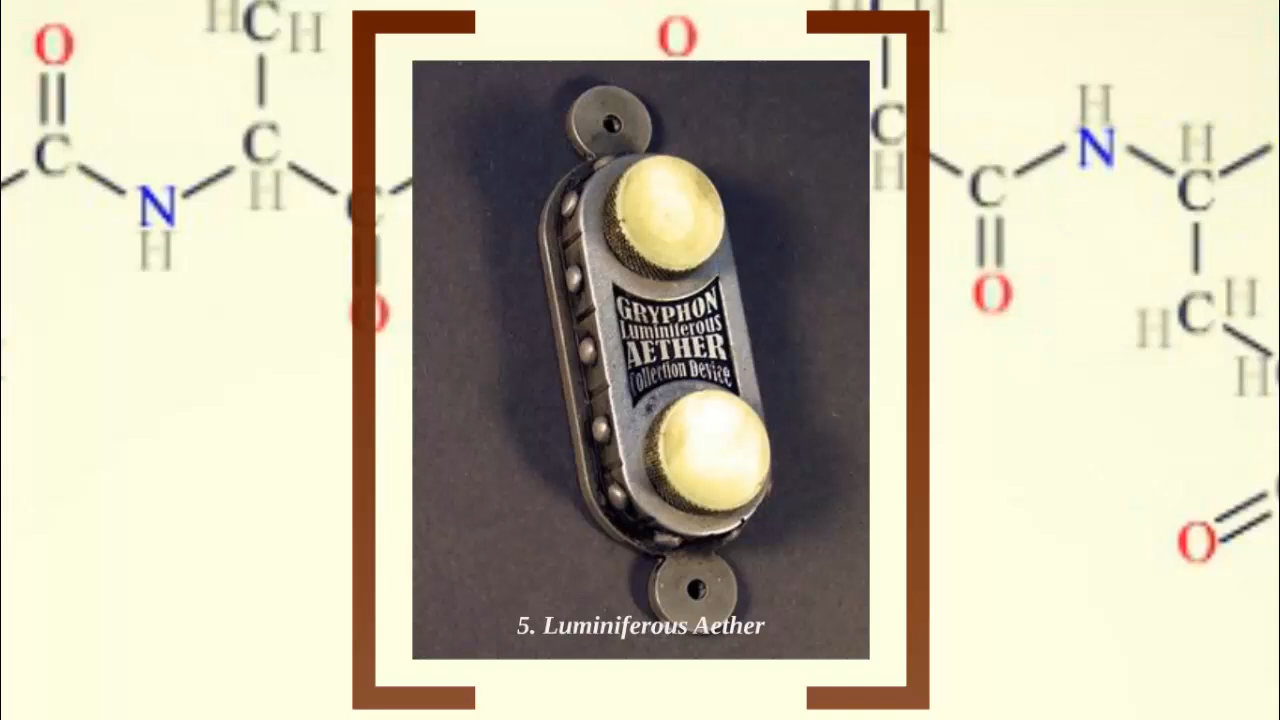 GRYPHON
Luminiferous
AETHER
Collection Device
5. Luminiferous Aether